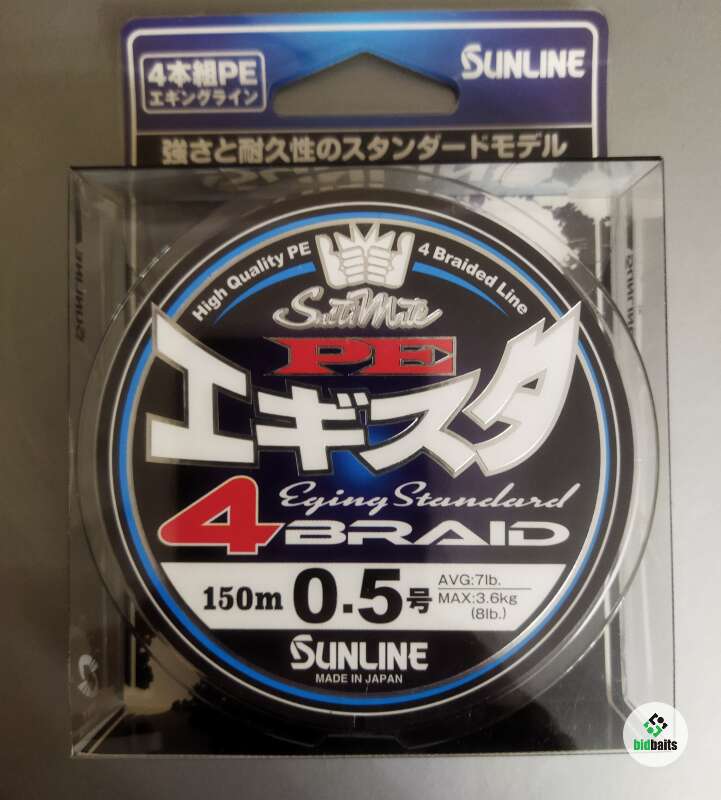 4本組PE
エギングライン
SUNLINE
強さと耐久性のスタンダードモデル
High Quality PE
4 Braided Line
SaltiMate
PE
エギスタ
Eging Standard
4BRAID
150m 0.5号
AVG:7lb.
MAX:3.6kg
(8lb.)
SUNLINE
MADE IN JAPAN
SUNLINE
bidbaits